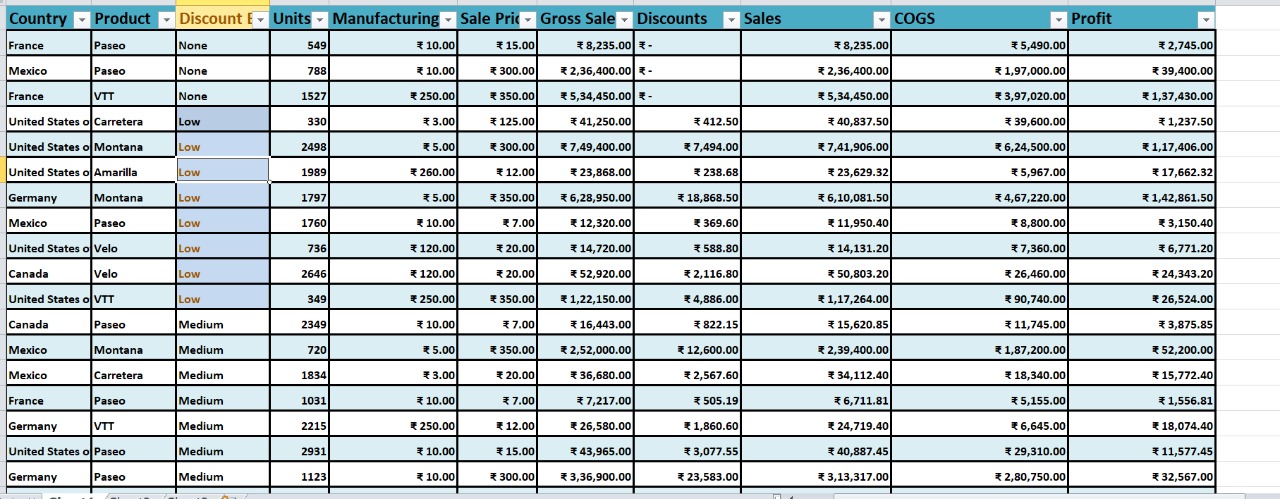 Country Product Discount B Units Manufacturing Sale Pric Gross Sale Discounts Sales COGS Profit
France Paseo None 549 ₹ 10.00 ₹ 15.00 ₹ 8,235.00 ₹ - ₹ 8,235.00 ₹ 5,490.00 ₹ 2,745.00
Mexico Paseo None 788 ₹ 10.00 ₹ 300.00 ₹ 2,36,400.00 ₹ - ₹ 2,36,400.00 ₹ 1,97,000.00 ₹ 39,400.00
France VTT None 1527 ₹ 250.00 ₹ 350.00 ₹ 5,34,450.00 ₹ - ₹ 5,34,450.00 ₹ 3,97,020.00 ₹ 1,37,430.00
United States o Carretera Low 330 ₹ 3.00 ₹ 125.00 ₹ 41,250.00 ₹ 412.50 ₹ 40,837.50 ₹ 39,600.00 ₹ 1,237.50
United States o Montana Low 2498 ₹ 5.00 ₹ 300.00 ₹ 7,49,400.00 ₹ 7,494.00 ₹ 7,41,906.00 ₹ 6,24,500.00 ₹ 1,17,406.00
United States o Amarilla Low 1989 ₹ 260.00 ₹ 12.00 ₹ 23,868.00 ₹ 238.68 ₹ 23,629.32 ₹ 5,967.00 ₹ 17,662.32
Germany Montana Low 1797 ₹ 5.00 ₹ 350.00 ₹ 6,28,950.00 ₹ 18,868.50 ₹ 6,10,081.50 ₹ 4,67,220.00 ₹ 1,42,861.50
Mexico Paseo Low 1760 ₹ 10.00 ₹ 7.00 ₹ 12,320.00 ₹ 369.60 ₹ 11,950.40 ₹ 8,800.00 ₹ 3,150.40
United States o Velo Low 736 ₹ 120.00 ₹ 20.00 ₹ 14,720.00 ₹ 588.80 ₹ 14,131.20 ₹ 7,360.00 ₹ 6,771.20
Canada Velo Low 2646 ₹ 120.00 ₹ 20.00 ₹ 52,920.00 ₹ 2,116.80 ₹ 50,803.20 ₹ 26,460.00 ₹ 24,343.20
United States o VTT Low 349 ₹ 250.00 ₹ 350.00 ₹ 1,22,150.00 ₹ 4,886.00 ₹ 1,17,264.00 ₹ 90,740.00 ₹ 26,524.00
Canada Paseo Medium 2349 ₹ 10.00 ₹ 7.00 ₹ 16,443.00 ₹ 822.15 ₹ 15,620.85 ₹ 11,745.00 ₹ 3,875.85
Mexico Montana Medium 720 ₹ 5.00 ₹ 350.00 ₹ 2,52,000.00 ₹ 12,600.00 ₹ 2,39,400.00 ₹ 1,87,200.00 ₹ 52,200.00
Mexico Carretera Medium 1834 ₹ 3.00 ₹ 20.00 ₹ 36,680.00 ₹ 2,567.60 ₹ 34,112.40 ₹ 18,340.00 ₹ 15,772.40
France Paseo Medium 1031 ₹ 10.00 ₹ 7.00 ₹ 7,217.00 ₹ 505.19 ₹ 6,711.81 ₹ 5,155.00 ₹ 1,556.81
Germany VTT Medium 2215 ₹ 250.00 ₹ 12.00 ₹ 26,580.00 ₹ 1,860.60 ₹ 24,719.40 ₹ 6,645.00 ₹ 18,074.40
United States o Paseo Medium 2931 ₹ 10.00 ₹ 15.00 ₹ 43,965.00 ₹ 3,077.55 ₹ 40,887.45 ₹ 29,310.00 ₹ 11,577.45
Germany Paseo Medium 1123 ₹ 10.00 ₹ 300.00 ₹ 3,36,900.00 ₹ 23,583.00 ₹ 3,13,317.00 ₹ 2,80,750.00 ₹ 32,567.00